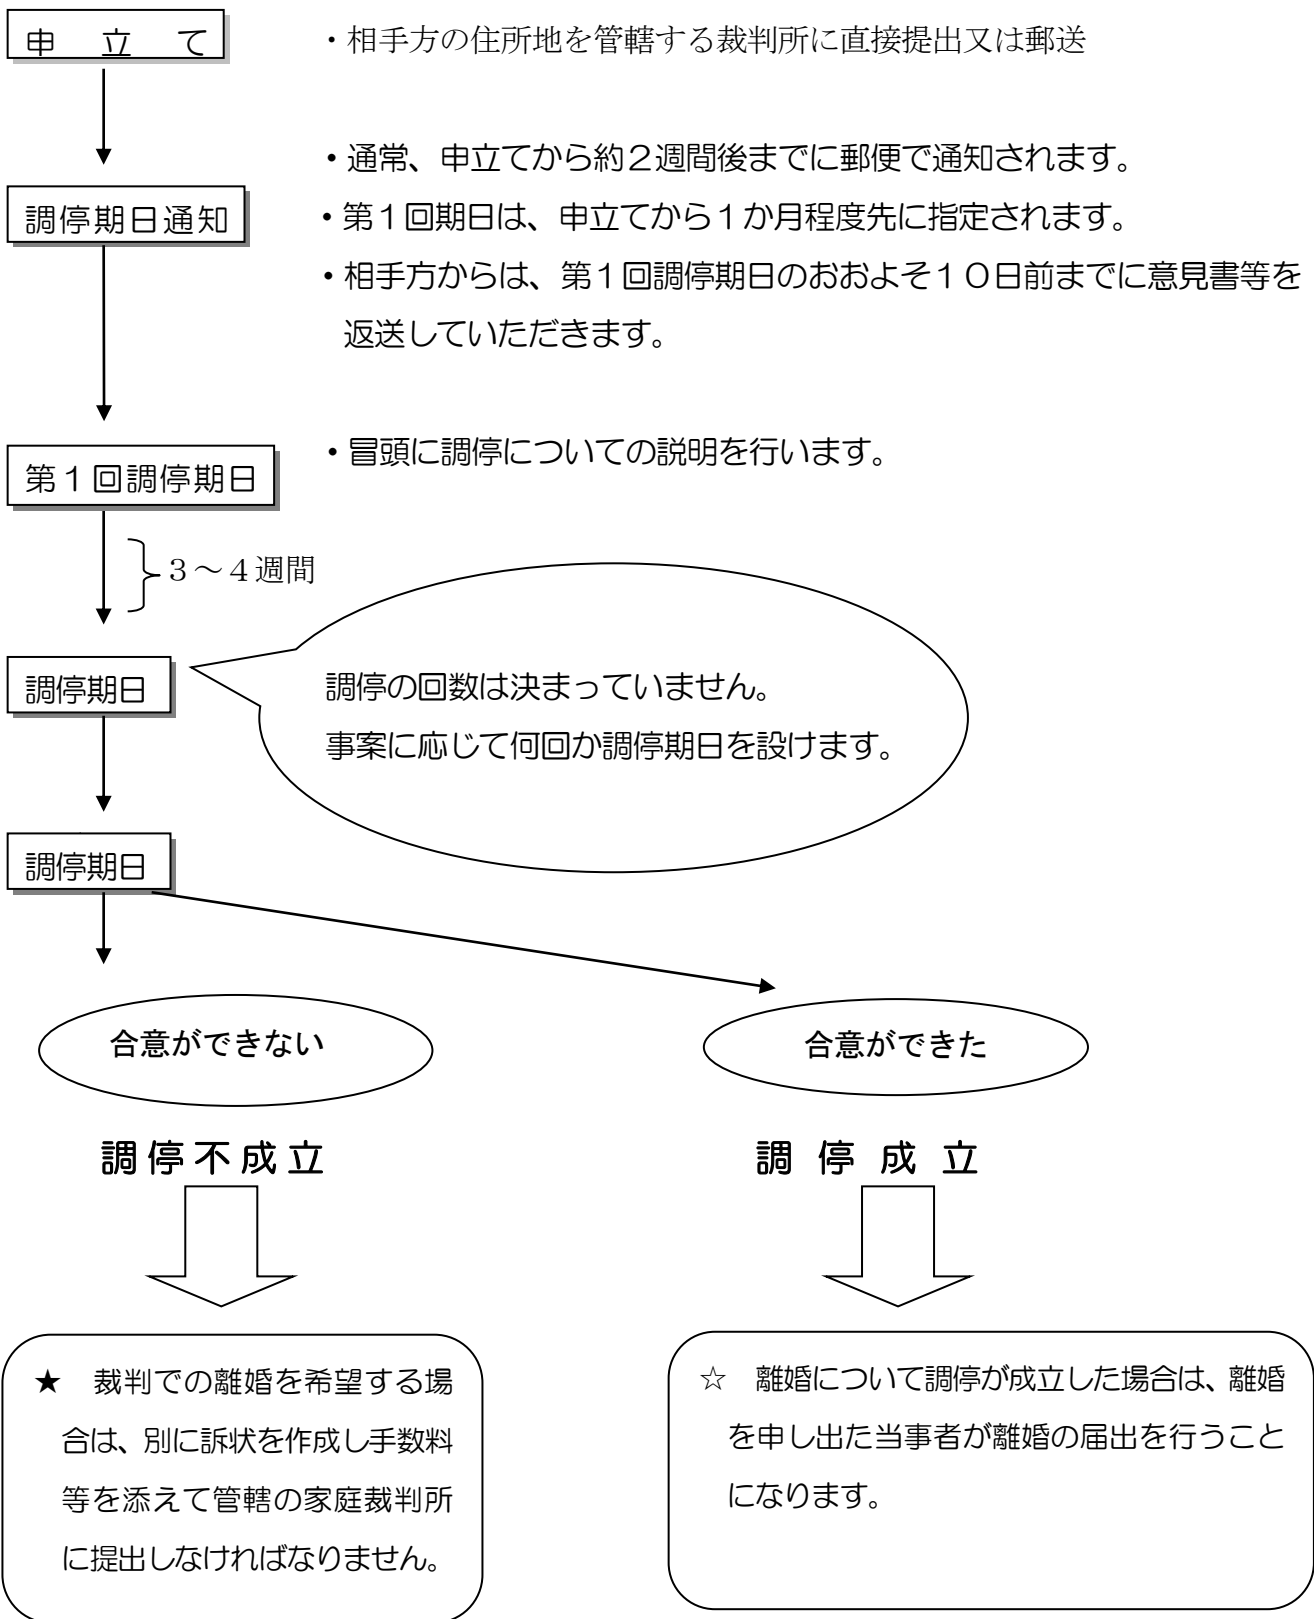 申　立　て
・相手方の住所地を管轄する裁判所に直接提出又は郵送
・通常、申立てから約２週間後までに郵便で通知されます。
調停期日通知
・第１回期日は、申立てから１か月程度先に指定されます。
・相手方からは、第１回調停期日のおおよそ１０日前までに意見書等を
返送していただきます。
・冒頭に調停についての説明を行います。
第１回調停期日
３～４週間
調停期日
調停の回数は決まっていません。
事案に応じて何回か調停期日を設けます。
調停期日
合意ができない
合意ができた
調停不成立
調 停 成 立
★　裁判での離婚を希望する場
合は、別に訴状を作成し手数料
等を添えて管轄の家庭裁判所
に提出しなければなりません。
☆　離婚について調停が成立した場合は、離婚
を申し出た当事者が離婚の届出を行うこと
になります。